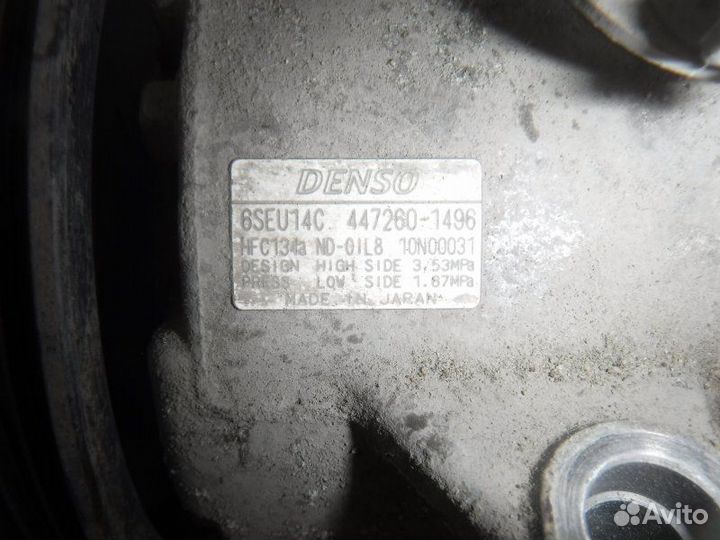 DENSO
6SEU14C 447260-1496
HFC134a ND-OIL8 10N00031
DESIGN HIGH SIDE 3.53MPa
PRESS LOW SIDE 1.67MPa
MADE IN JAPAN
Avito